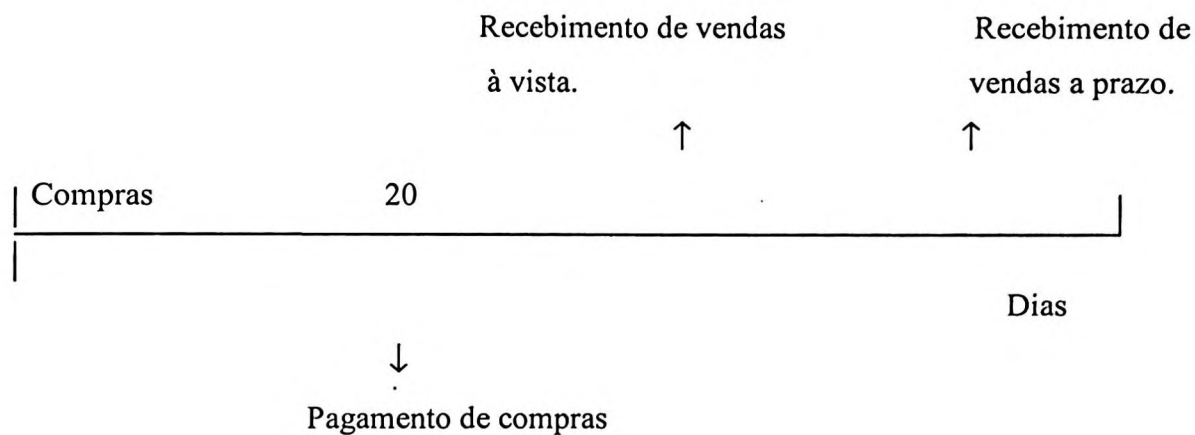 Recebimento de vendas
à vista.
Recebimento de
vendas a prazo.
↑ ↑
Compras 20
Dias
↓
Pagamento de compras